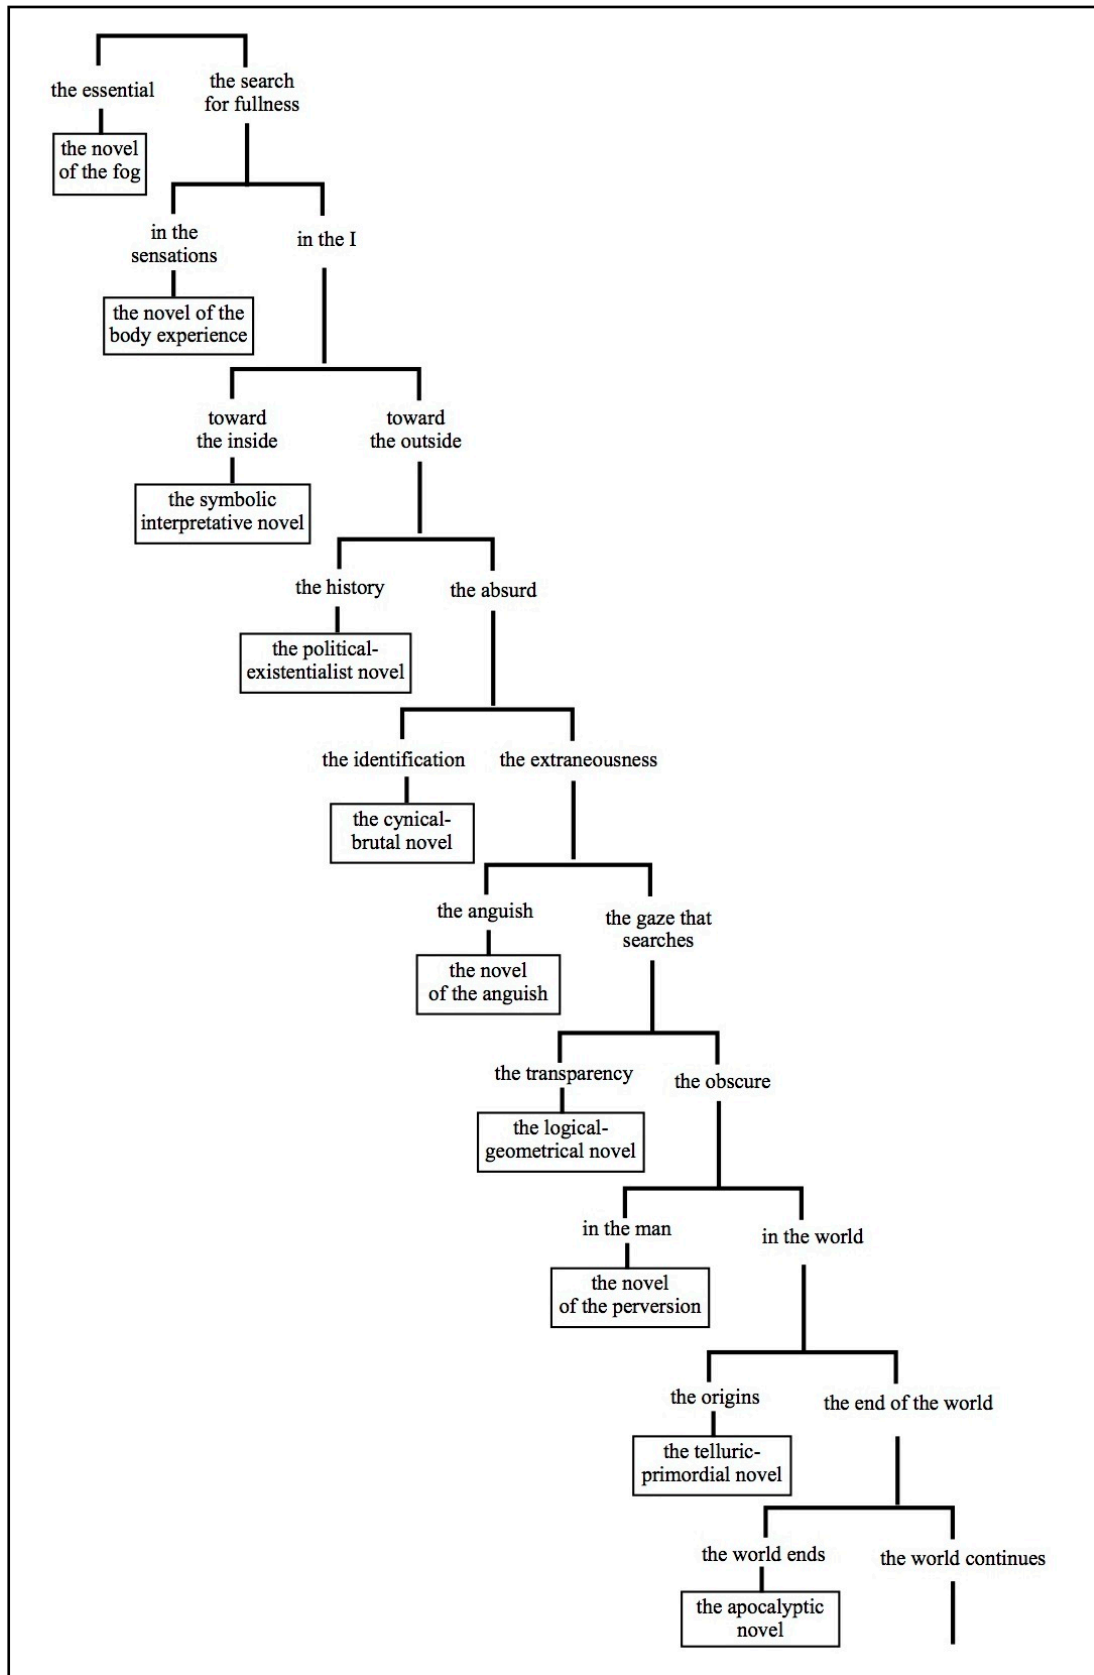 the essential
the search
for fullness
the novel
of the fog
in the
sensations
in the I
the novel of the
body experience
toward
the inside
toward
the outside
the symbolic
interpretative novel
the history
the absurd
the political-
existentialist novel
the identification
the extraneousness
the cynical-
brutal novel
the anguish
the gaze that
searches
the novel
of the anguish
the transparency
the obscure
the logical-
geometrical novel
in the man
in the world
the novel
of the perversion
the origins
the end of the world
the telluric-
primordial novel
the world ends
the world continues
the apocalyptic
novel